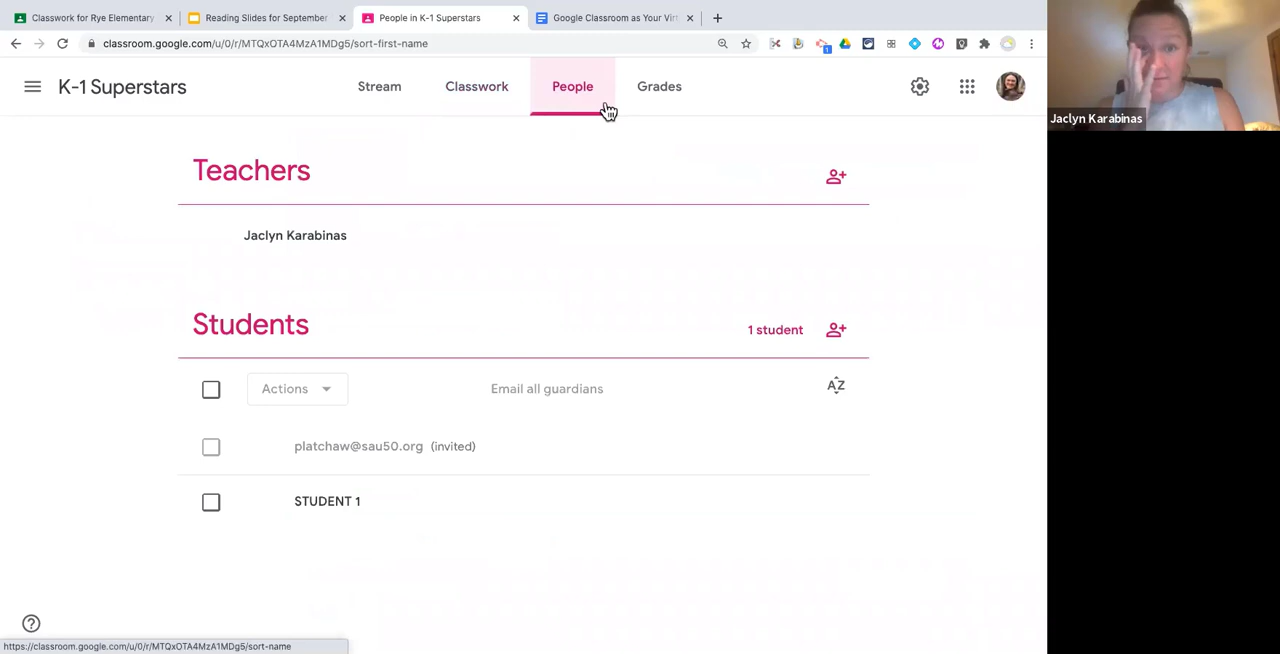 Classwork for Rye Elementary
Reading Slides for September
People in K-1 Superstars
Google Classroom as Your Virt
classroom.google.com/u/0/r/MTQxOTA4MzA1MDg5/sort-first-name
K-1 Superstars
Stream
Classwork
People
Grades
Jaclyn Karabinas
Teachers
Jaclyn Karabinas
Students
1 student
Actions
Email all guardians
AZ
platchaw@sau50.org (invited)
STUDENT 1
https://classroom.google.com/u/0/r/MTQxOTA4MzA1MDg5/sort-name